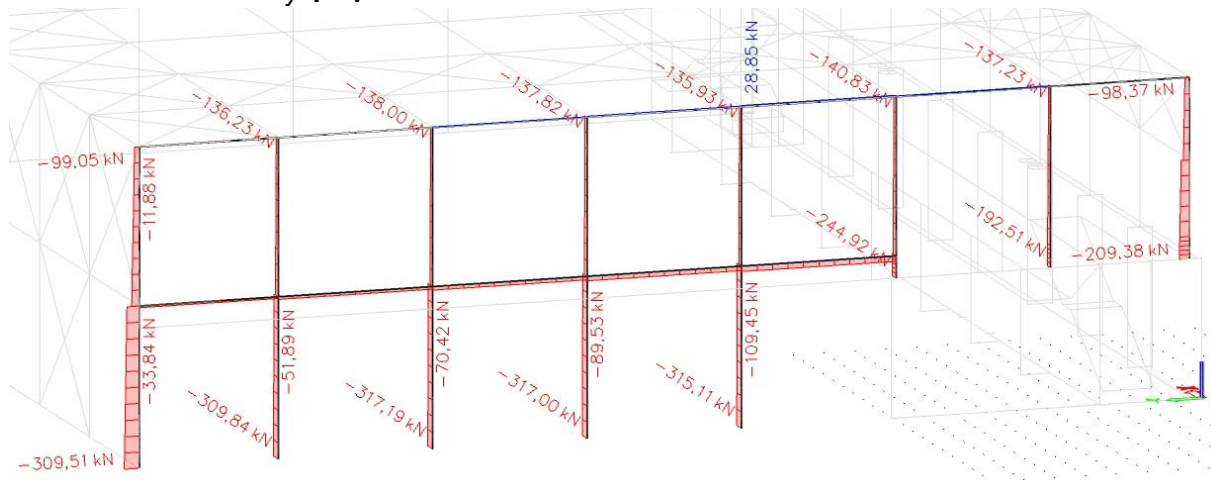 28,85 kN
-137,23 kN
-140,83 kN
-135,93 kN
-137,82 kN
-138,00 kN
-136,23 kN
-98,37 kN
-99,05 kN
-11,88 kN
-244,92 kN
-192,51 kN
-209,38 kN
-33,84 kN
-51,89 kN
-70,42 kN
-89,53 kN
-109,45 kN
-309,84 kN
-317,19 kN
-317,00 kN
-315,11 kN
-309,51 kN